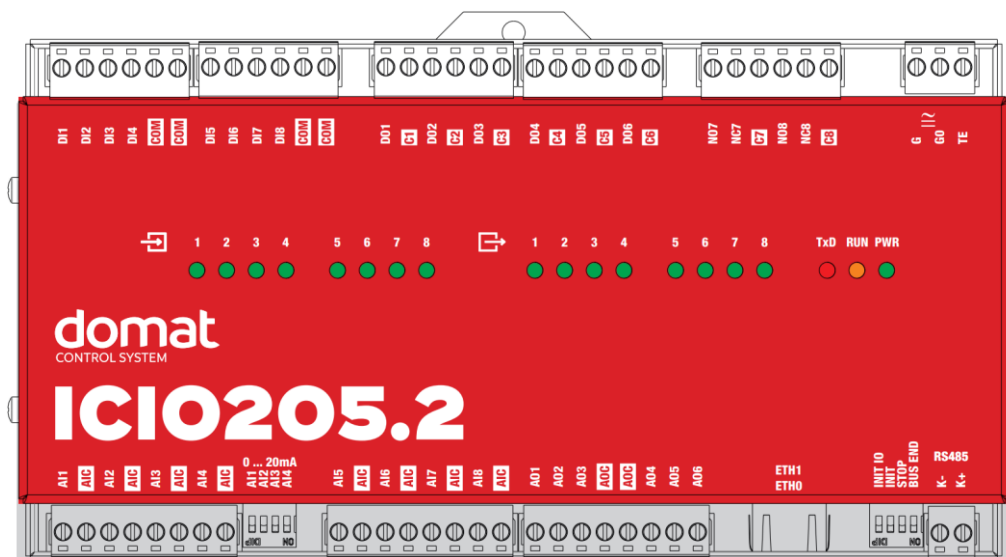 DI1 DI2 DI3 DI4 COM COM DI5 DI6 DI7 DI8 COM COM DO1 C1 DO2 C2 DO3 C3 DO4 C4 DO5 C5 DO6 C6 NO7 NC7 C7 NO8 NC8 C8 G G0 TE
1 2 3 4 5 6 7 8 1 2 3 4 5 6 7 8 TxD RUN PWR
domat
CONTROL SYSTEM
ICIO205.2
0 ... 20mA
AI1 AIC AI2 AIC AI3 AIC AI4 AIC AI1 AI2 AI3 AI4 AI5 AIC AI6 AIC AI7 AIC AI8 AIC AO1 AO2 AO3 AOC AOC AO4 AO5 AO6
ETH1
ETH0
INIT IO
INIT
STOP
BUS END
RS485
K- K+
DIP ON DIP ON